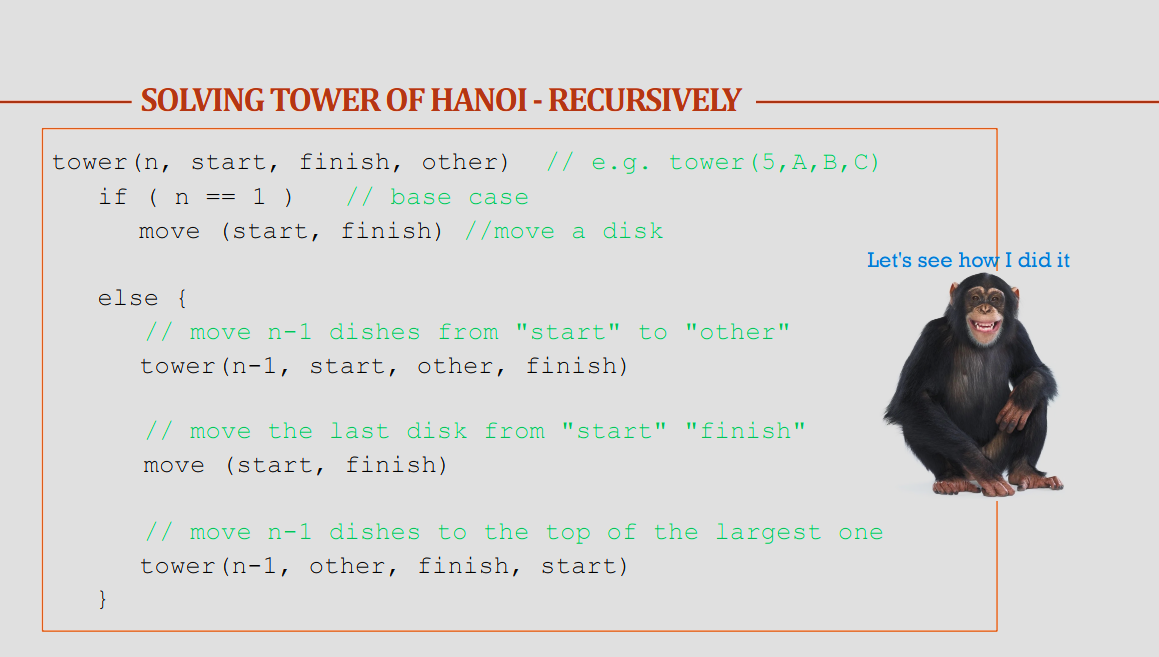 SOLVING TOWER OF HANOI - RECURSIVELY
tower(n, start, finish, other)  // e.g. tower(5,A,B,C)
if ( n == 1 )   // base case
move (start, finish) //move a disk
Let's see how I did it
else {
// move n-1 dishes from "start" to "other"
tower(n-1, start, other, finish)
// move the last disk from "start" "finish"
move (start, finish)
// move n-1 dishes to the top of the largest one
tower(n-1, other, finish, start)
}